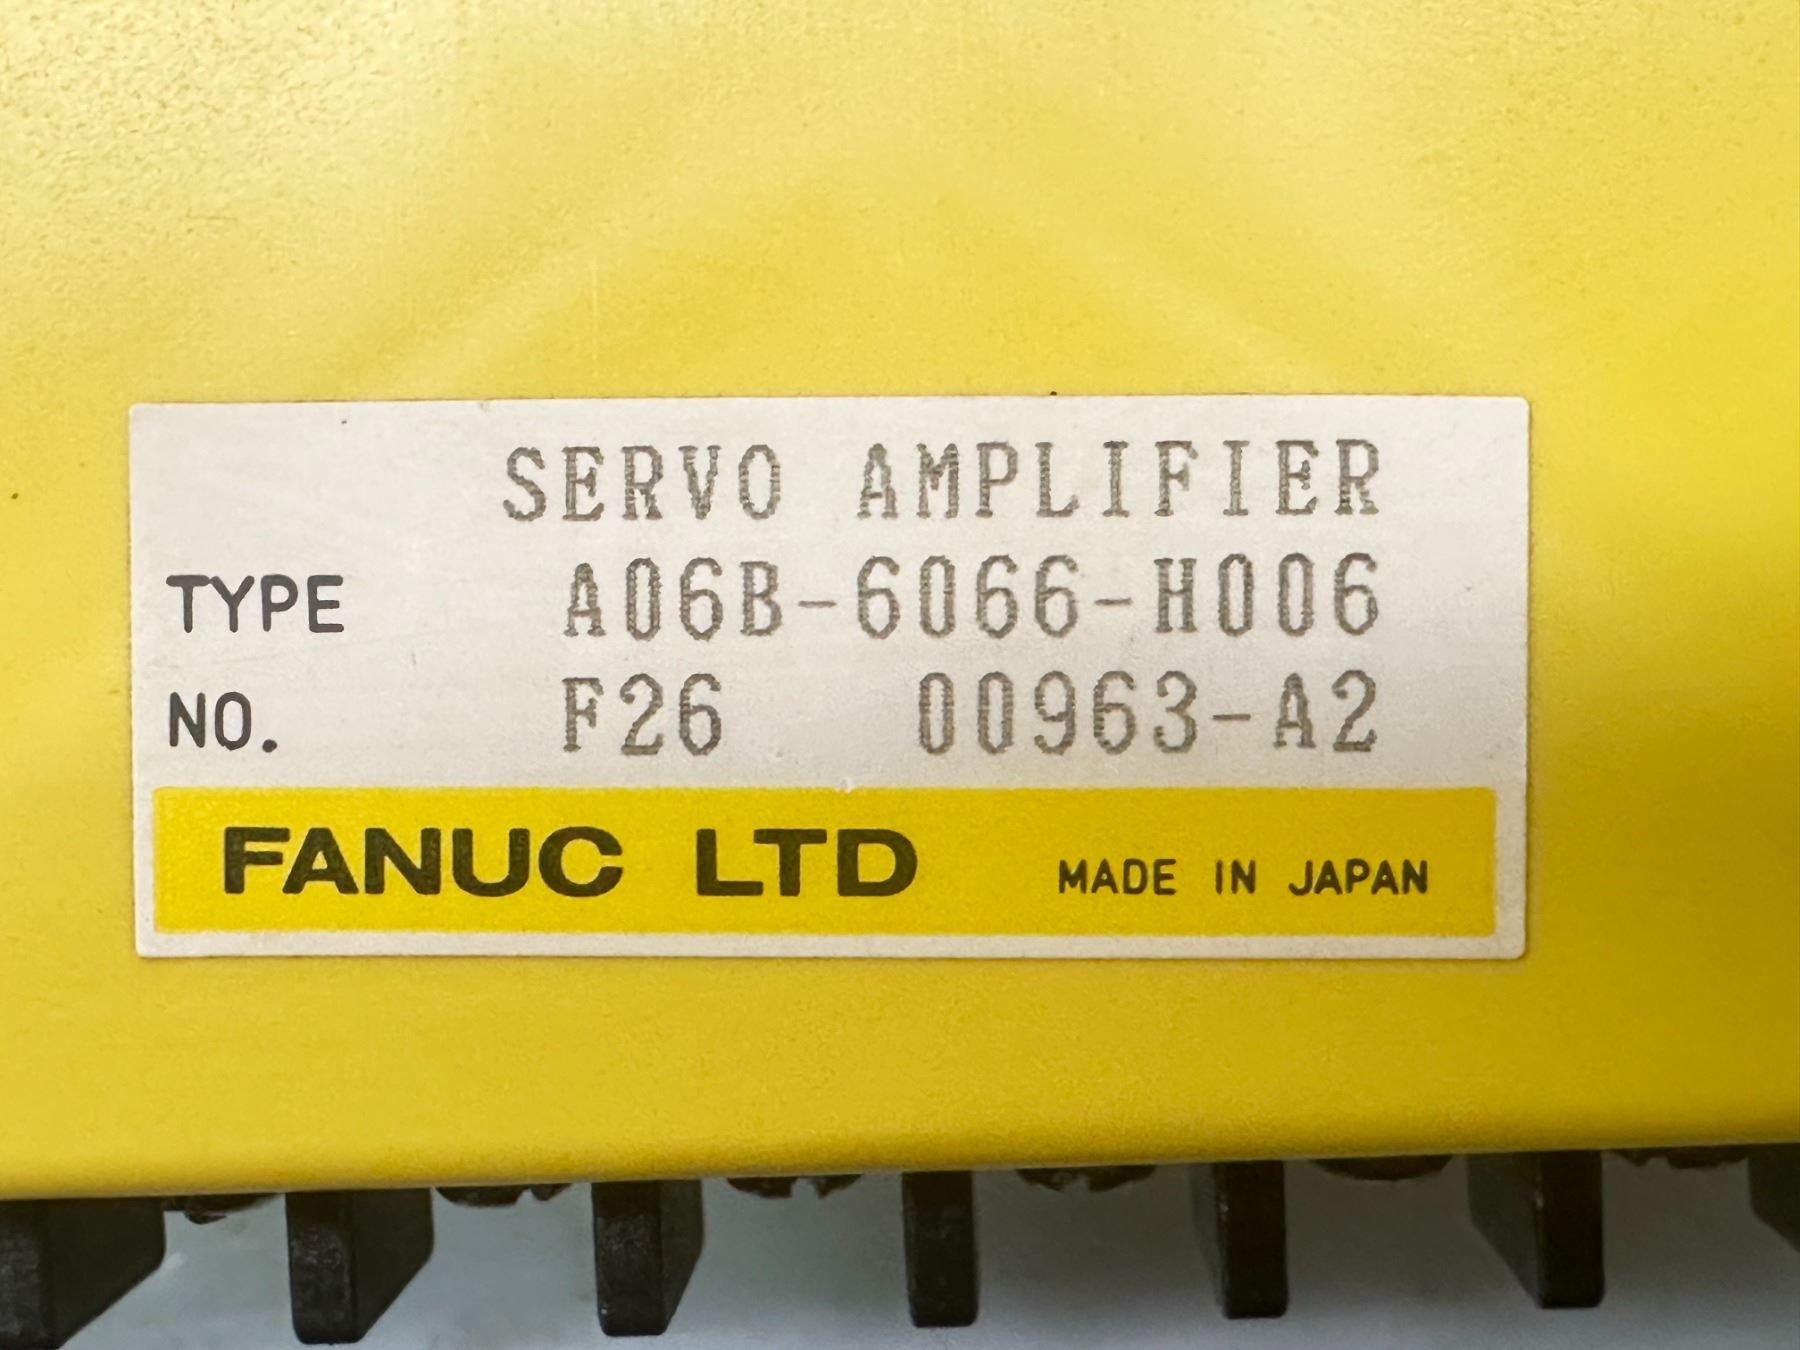 SERVO AMPLIFIER
TYPE A06B-6066-H006
NO. F26 00963-A2
FANUC LTD MADE IN JAPAN